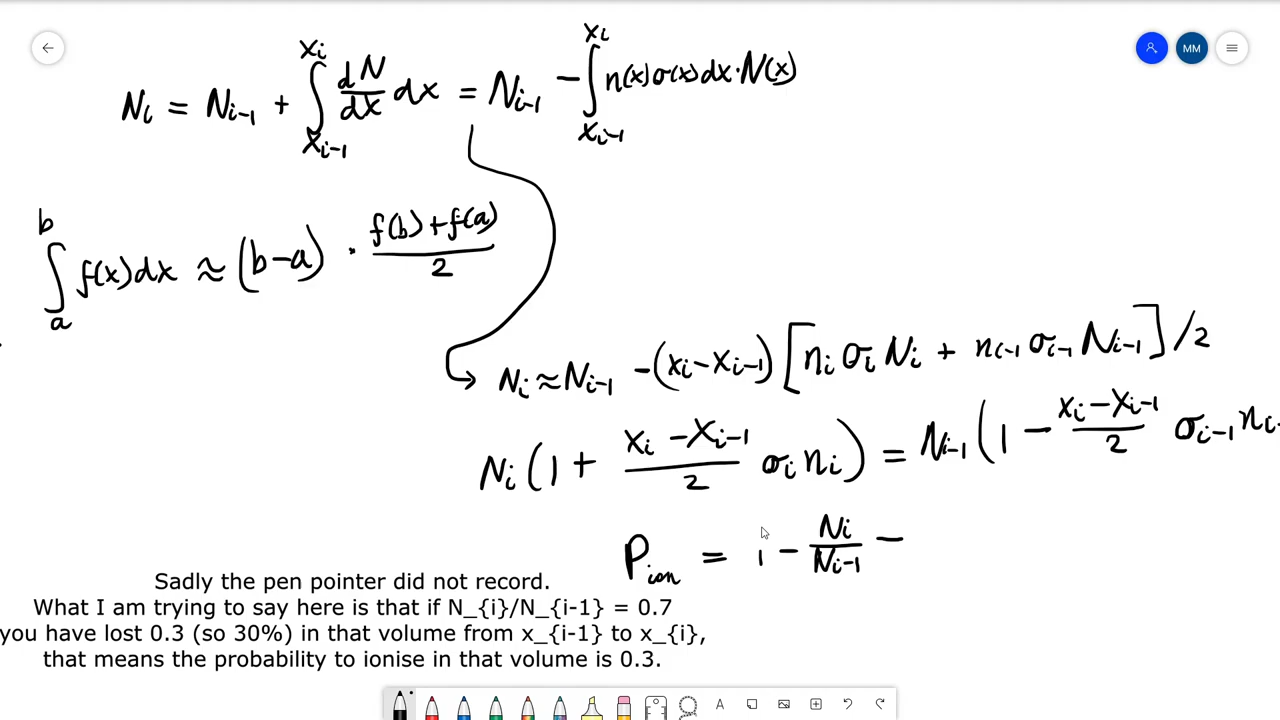 MM
N_i = N_{i-1} + ∫_{x_{i-1}}^{x_i} dN/dx dx = N_{i-1} - ∫_{x_{i-1}}^{x_i} n(x)σ(x)dx·N(x)
∫_a^b f(x)dx ≈ (b-a) · (f(b)+f(a))/2
N_i ≈ N_{i-1} -(x_i-x_{i-1})[n_i σ_i N_i + n_{i-1} σ_{i-1} N_{i-1}]/2
N_i(1 + (x_i-x_{i-1})/2 σ_i n_i) = N_{i-1}(1 - (x_i-x_{i-1})/2 σ_{i-1} n_{i-
P_{ion} = 1 - N_i/N_{i-1} -
Sadly the pen pointer did not record.
What I am trying to say here is that if N_{i}/N_{i-1} = 0.7
you have lost 0.3 (so 30%) in that volume from x_{i-1} to x_{i},
that means the probability to ionise in that volume is 0.3.
A